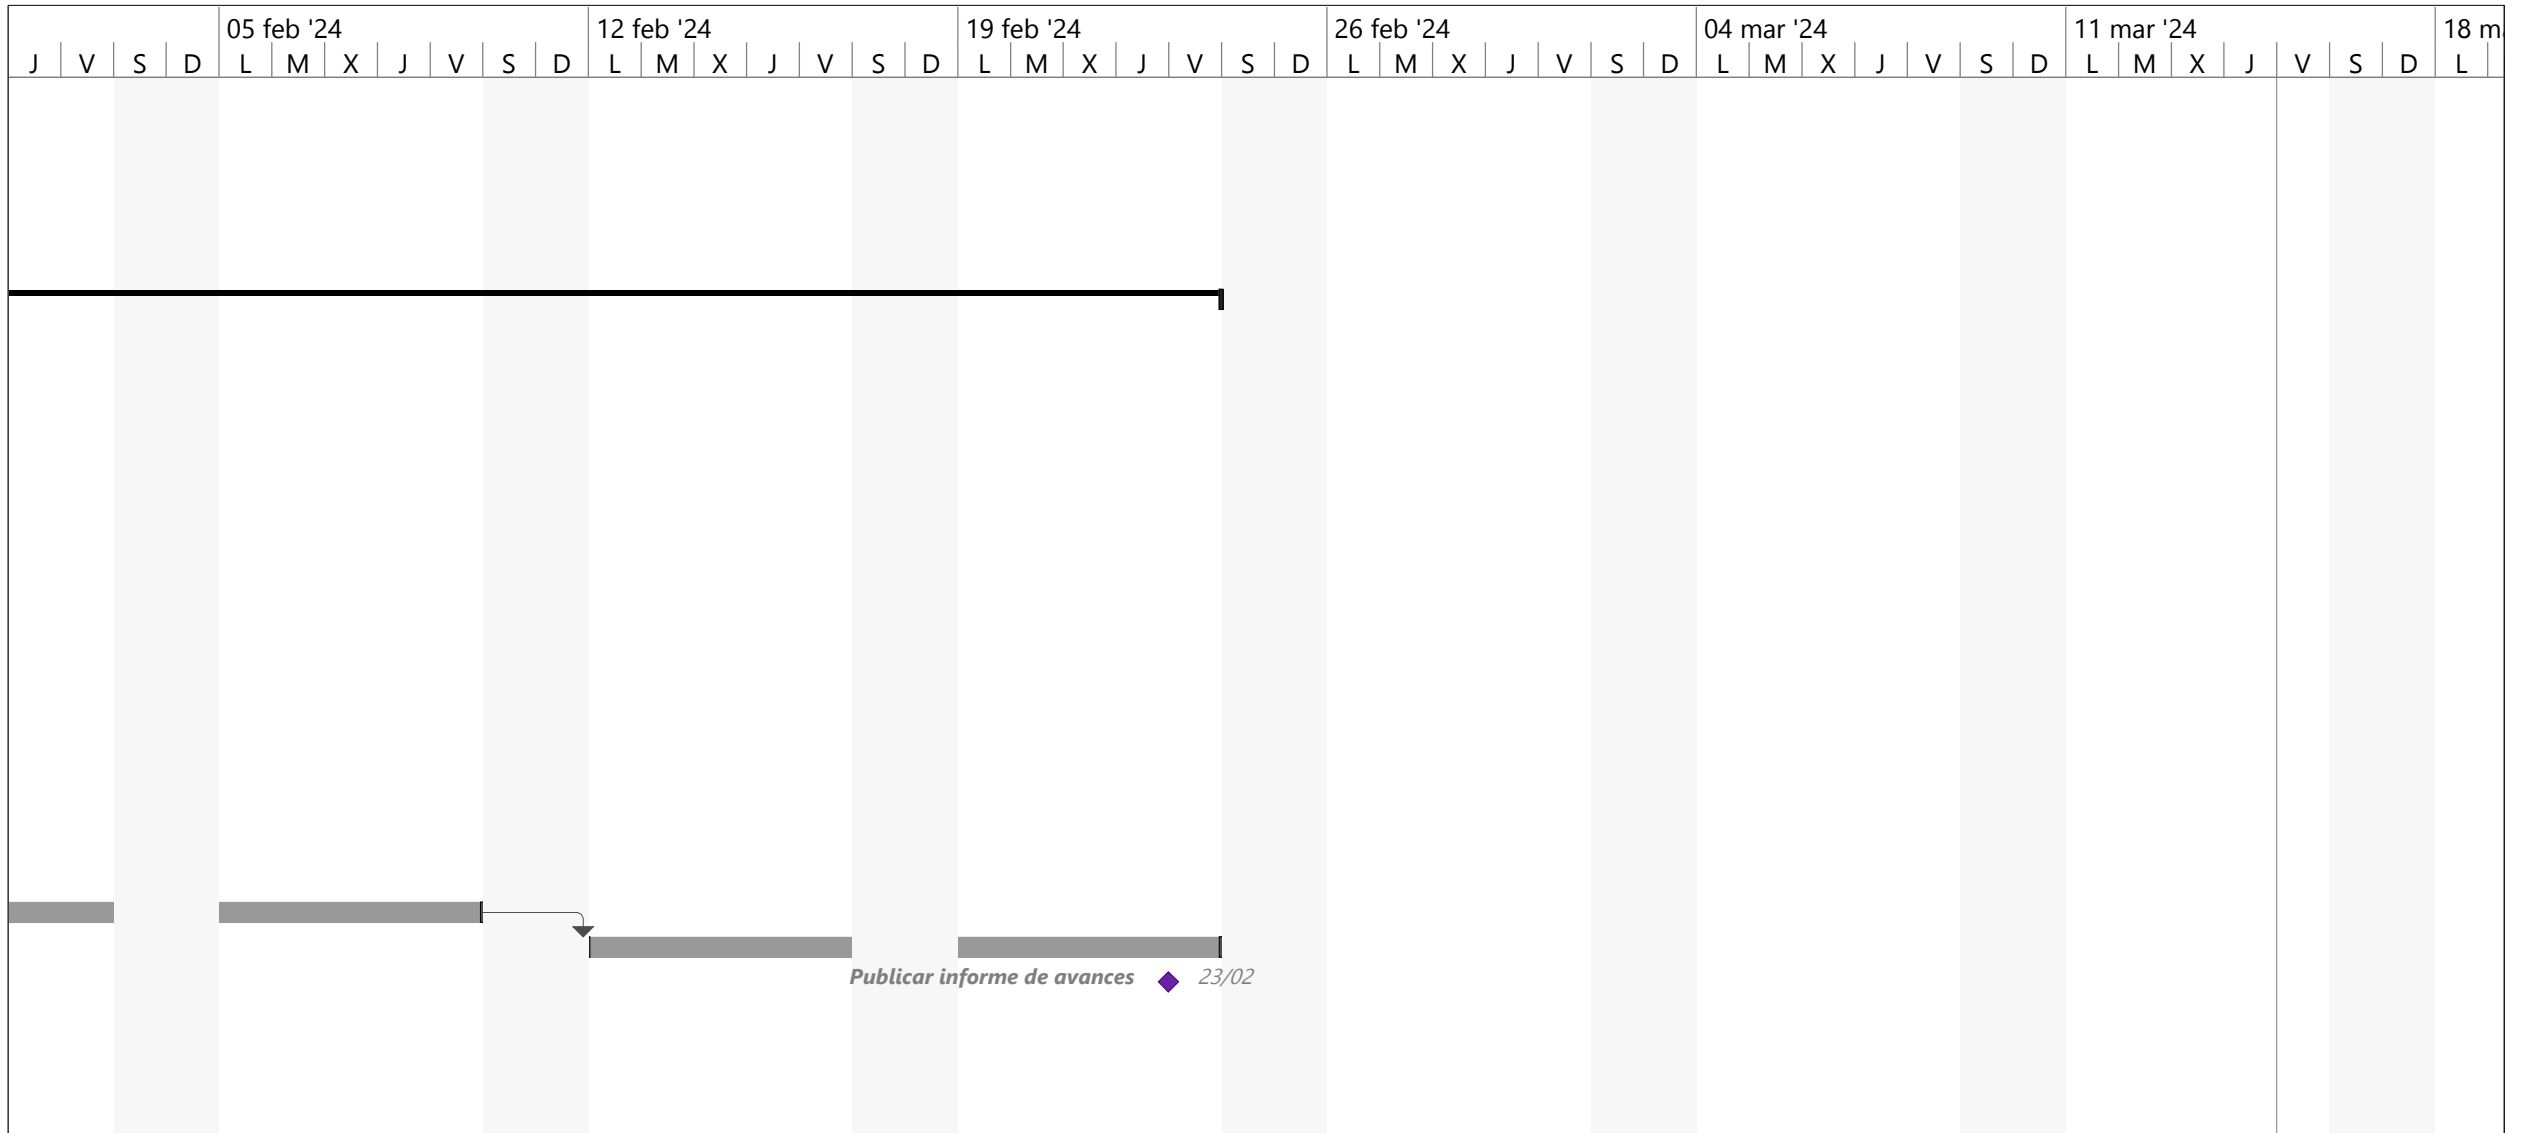 05 feb '24 12 feb '24 19 feb '24 26 feb '24 04 mar '24 11 mar '24 18 m
J V S D L M X J V S D L M X J V S D L M X J V S D L M X J V S D L M X J V S D L M X J V S D L
Publicar informe de avances 23/02